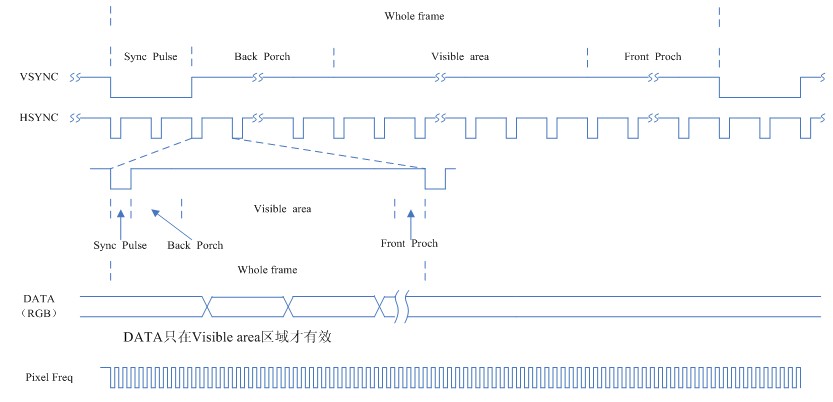 Whole frame
Sync Pulse Back Porch Visible area Front Proch
VSYNC
HSYNC
Visible area
Sync Pulse Back Porch Front Proch
Whole frame
DATA
（RGB）
DATA只在Visible area区域才有效
Pixel Freq